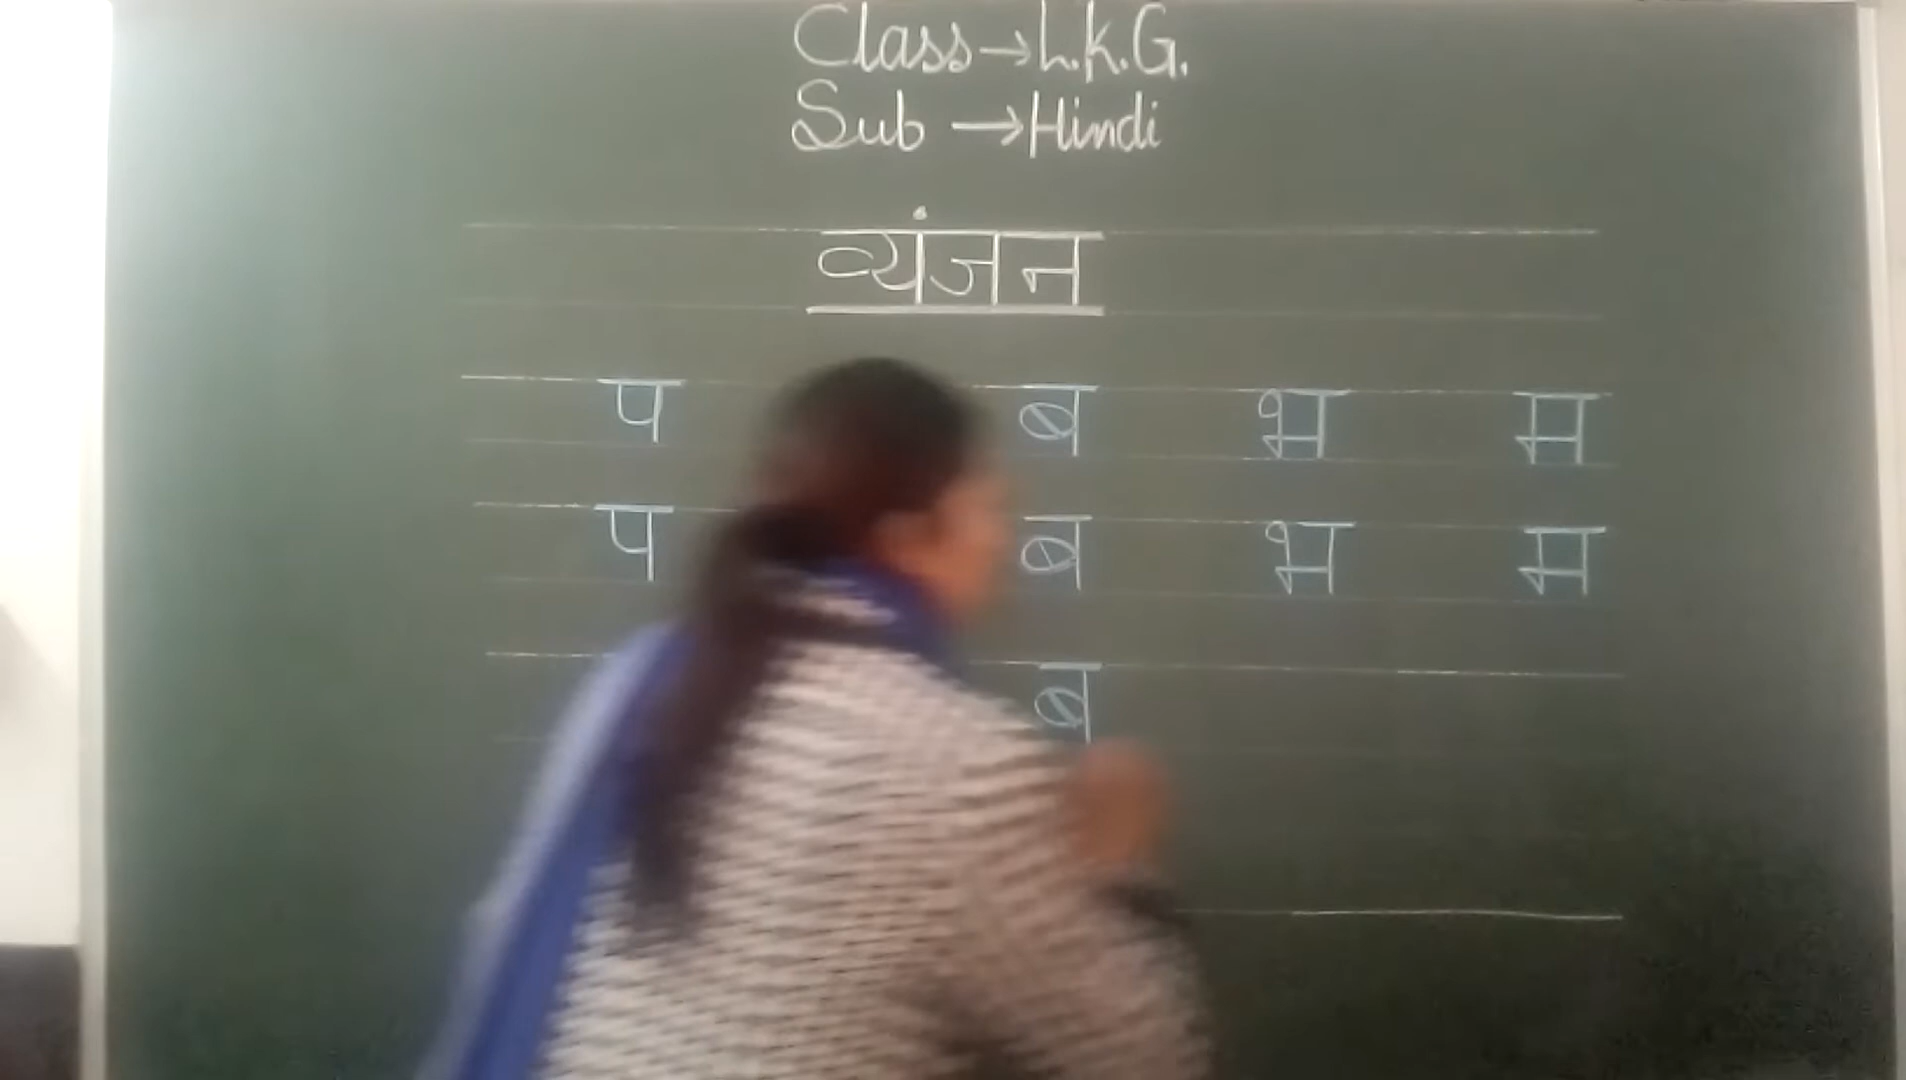 Class→L.K.G.
Sub→Hindi
व्यंजन
प ब भ म
प ब भ म
ब